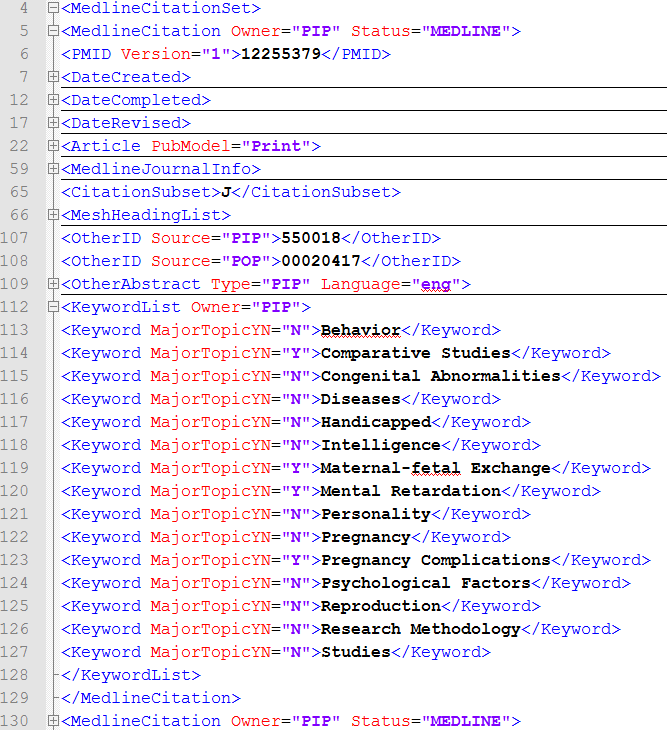 4 <MedlineCitationSet>
5 <MedlineCitation Owner="PIP" Status="MEDLINE">
6 <PMID Version="1">12255379</PMID>
7 <DateCreated>
12 <DateCompleted>
17 <DateRevised>
22 <Article PubModel="Print">
59 <MedlineJournalInfo>
65 <CitationSubset>J</CitationSubset>
66 <MeshHeadingList>
107 <OtherID Source="PIP">550018</OtherID>
108 <OtherID Source="POP">00020417</OtherID>
109 <OtherAbstract Type="PIP" Language="eng">
112 <KeywordList Owner="PIP">
113 <Keyword MajorTopicYN="N">Behavior</Keyword>
114 <Keyword MajorTopicYN="Y">Comparative Studies</Keyword>
115 <Keyword MajorTopicYN="N">Congenital Abnormalities</Keyword>
116 <Keyword MajorTopicYN="N">Diseases</Keyword>
117 <Keyword MajorTopicYN="N">Handicapped</Keyword>
118 <Keyword MajorTopicYN="N">Intelligence</Keyword>
119 <Keyword MajorTopicYN="Y">Maternal-fetal Exchange</Keyword>
120 <Keyword MajorTopicYN="Y">Mental Retardation</Keyword>
121 <Keyword MajorTopicYN="N">Personality</Keyword>
122 <Keyword MajorTopicYN="N">Pregnancy</Keyword>
123 <Keyword MajorTopicYN="Y">Pregnancy Complications</Keyword>
124 <Keyword MajorTopicYN="N">Psychological Factors</Keyword>
125 <Keyword MajorTopicYN="N">Reproduction</Keyword>
126 <Keyword MajorTopicYN="N">Research Methodology</Keyword>
127 <Keyword MajorTopicYN="N">Studies</Keyword>
128 </KeywordList>
129 </MedlineCitation>
130 <MedlineCitation Owner="PIP" Status="MEDLINE">